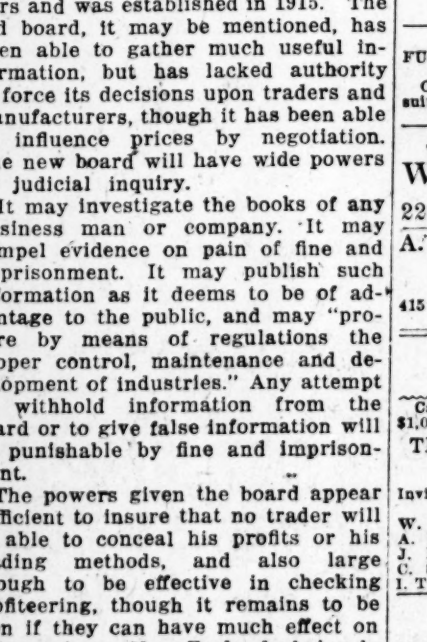 rs and was established in 1915. The
d board, it may be mentioned, has
en able to gather much useful in-
rmation, but has lacked authority
force its decisions upon traders and
anufacturers, though it has been able
influence prices by negotiation.
e new board will have wide powers
judicial inquiry.
It may investigate the books of any
siness man or company. It may
mpel evidence on pain of fine and
prisonment. It may publish such
ormation as it deems to be of ad-
ntage to the public, and may "pro-
re by means of regulations the
oper control, maintenance and de-
opment of industries." Any attempt
withhold information from the
ard or to give false information will
punishable by fine and imprison-
nt.
The powers given the board appear
fficient to insure that no trader will
able to conceal his profits or his
ding methods, and also large
ough to be effective in checking
ofiteering, though it remains to be
n if they can have much effect on
FU
sui
W
22
A.
415
$1,0
T
Invi
W.
A.
J.
C.
I. T